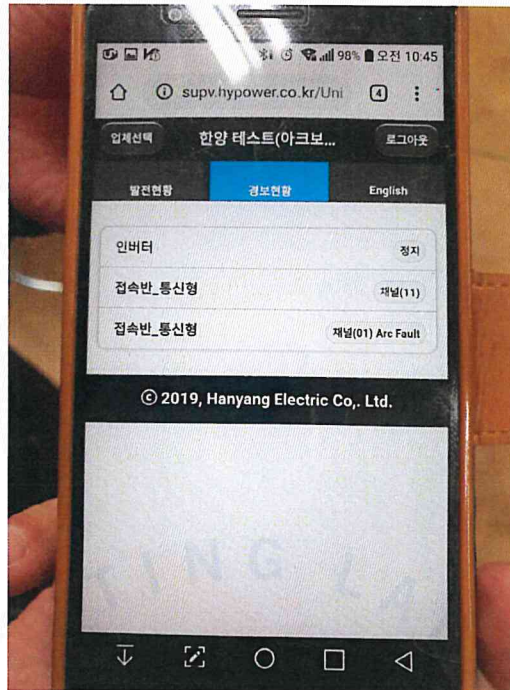 98% 오전 10:45
supv.hypower.co.kr/Uni 4
업체선택 한양 테스트(아크보... 로그아웃
발전현황 경보현황 English
인버터 정지
접속반_통신형 채널(11)
접속반_통신형 채널(01) Arc Fault
© 2019, Hanyang Electric Co,. Ltd.
TING LA